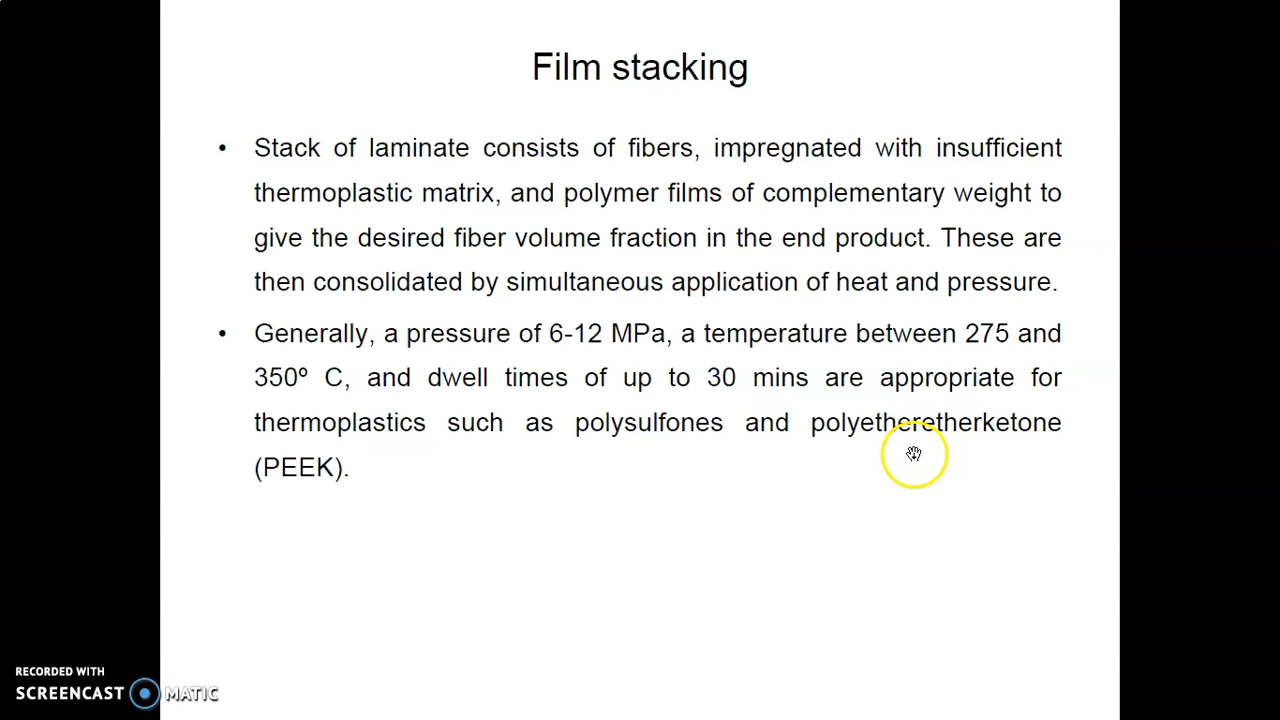 Film stacking
• Stack of laminate consists of fibers, impregnated with insufficient
thermoplastic matrix, and polymer films of complementary weight to
give the desired fiber volume fraction in the end product. These are
then consolidated by simultaneous application of heat and pressure.
• Generally, a pressure of 6-12 MPa, a temperature between 275 and
350º C, and dwell times of up to 30 mins are appropriate for
thermoplastics such as polysulfones and polyetheretherketone
(PEEK).
RECORDED WITH
SCREENCAST MATIC